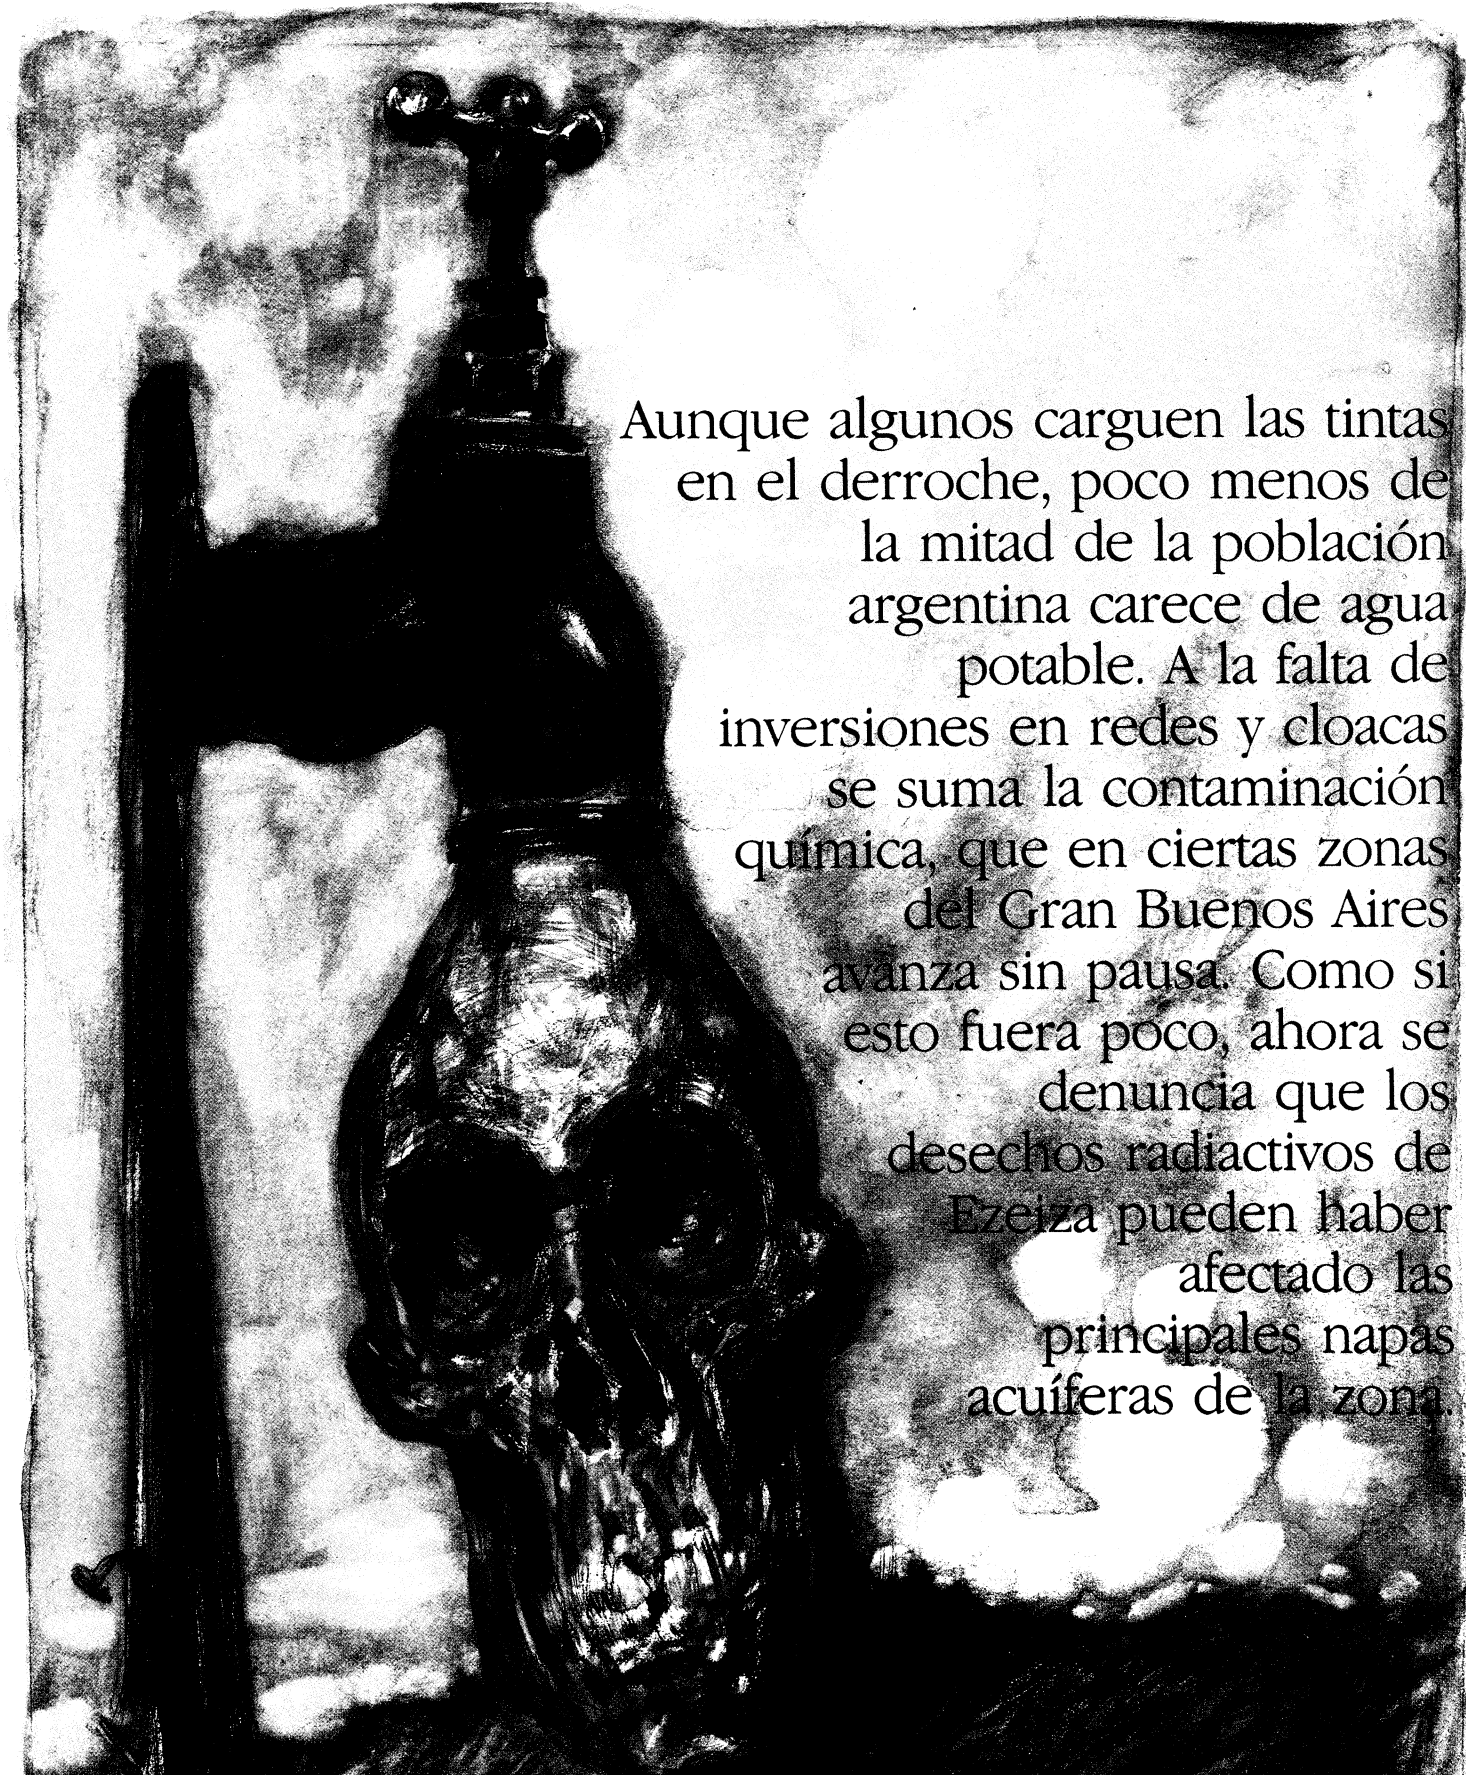 Aunque algunos carguen las tintas
en el derroche, poco menos de
la mitad de la población
argentina carece de agua
potable. A la falta de
inversiones en redes y cloacas
se suma la contaminación
química, que en ciertas zonas
del Gran Buenos Aires
avanza sin pausa. Como si
esto fuera poco, ahora se
denuncia que los
desechos radiactivos de
Ezeiza pueden haber
afectado las
principales napas
acuíferas de la zona.